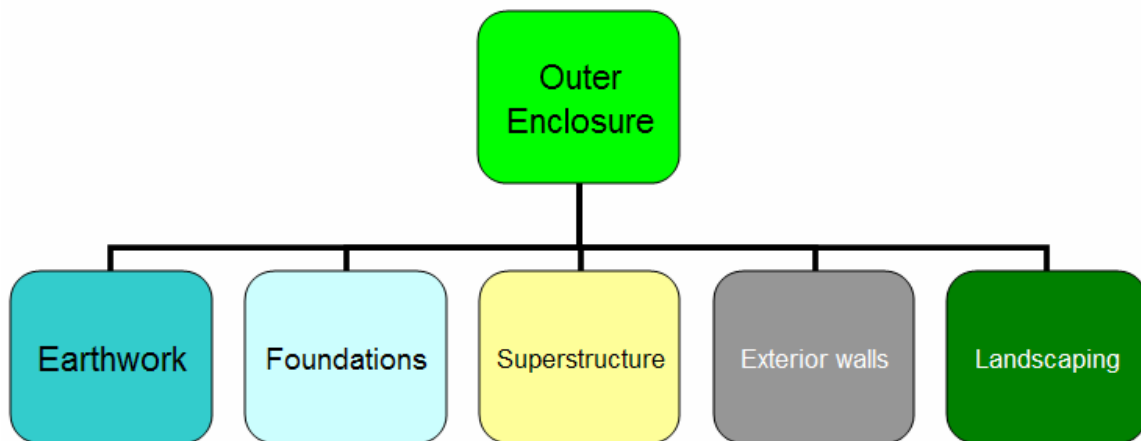 Outer
Enclosure
Earthwork
Foundations
Superstructure
Exterior walls
Landscaping